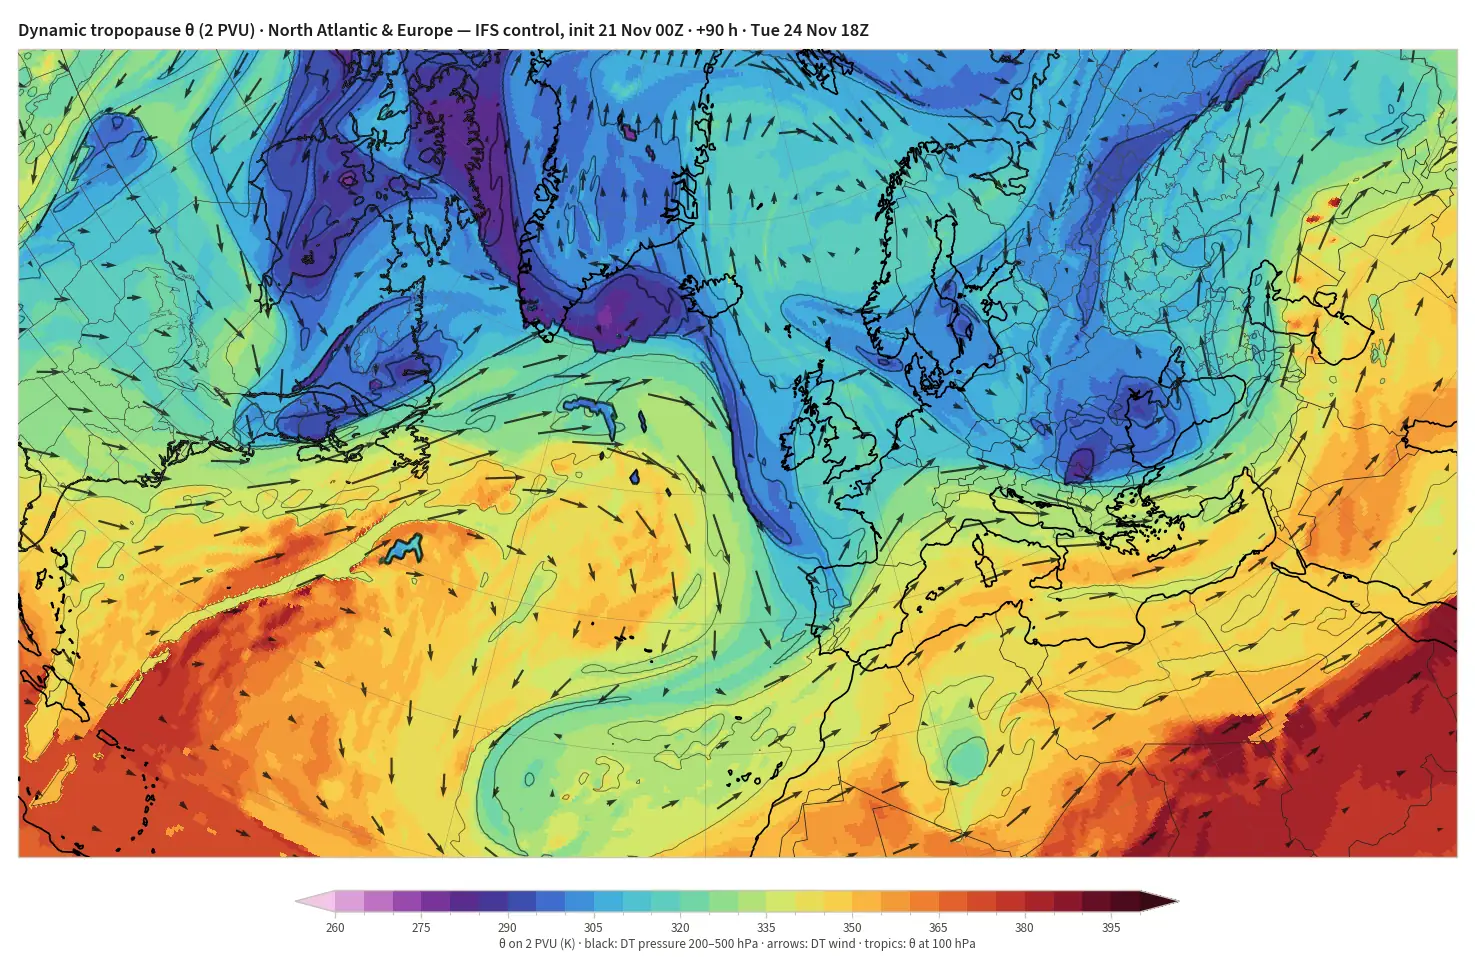 Dynamic tropopause θ (2 PVU) · North Atlantic & Europe — IFS control, init 21 Nov 00Z · +90 h · Tue 24 Nov 18Z
260 275 290 305 320 335 350 365 380 395
θ on 2 PVU (K) · black: DT pressure 200–500 hPa · arrows: DT wind · tropics: θ at 100 hPa